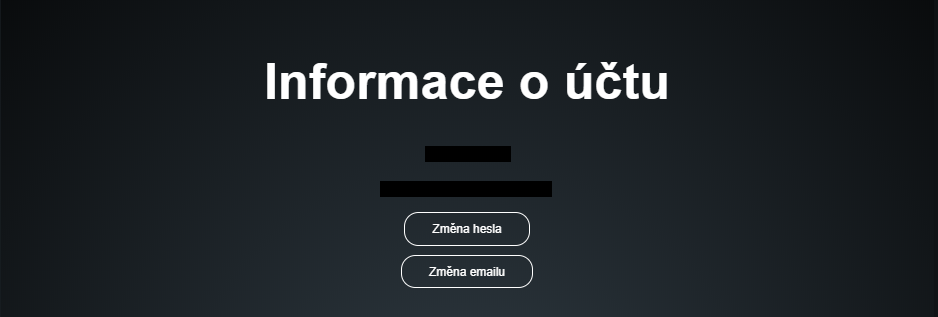 Informace o účtu
Změna hesla
Změna emailu